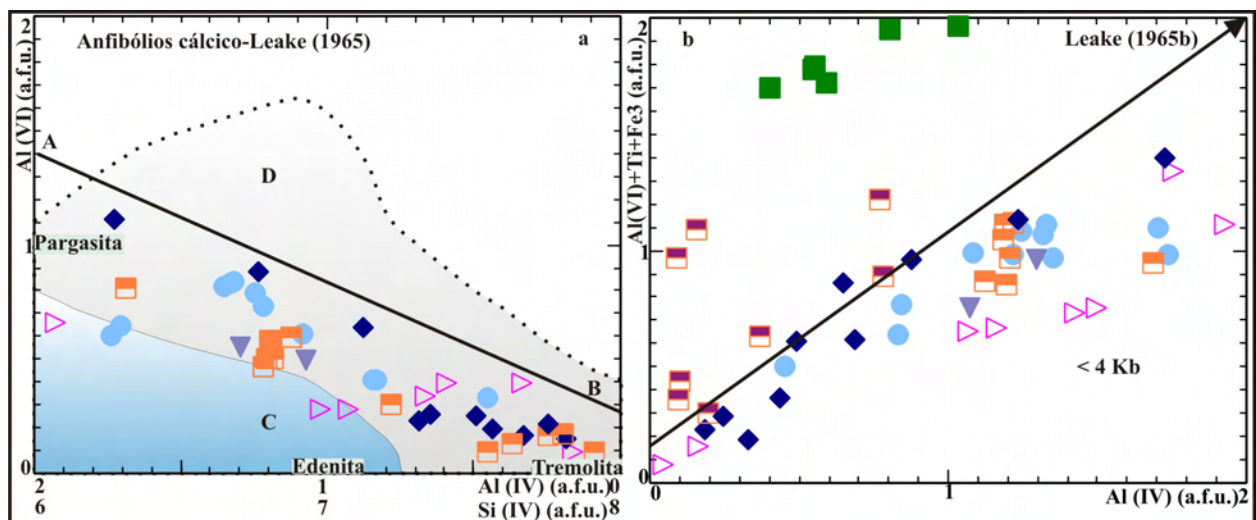 Anfibólios cálcico-Leake (1965)
a
2
Al (VI) (a.f.u.)
A
D
1
Pargasita
B
C
Edenita
Tremolita
0
2
1
Al (IV) (a.f.u.) 0
6
7
Si (IV) (a.f.u.) 8
b
Leake (1965b)
2
Al(VI)+Ti+Fe3 (a.f.u.)
1
< 4 Kb
0
0
1
Al (IV) (a.f.u.) 2